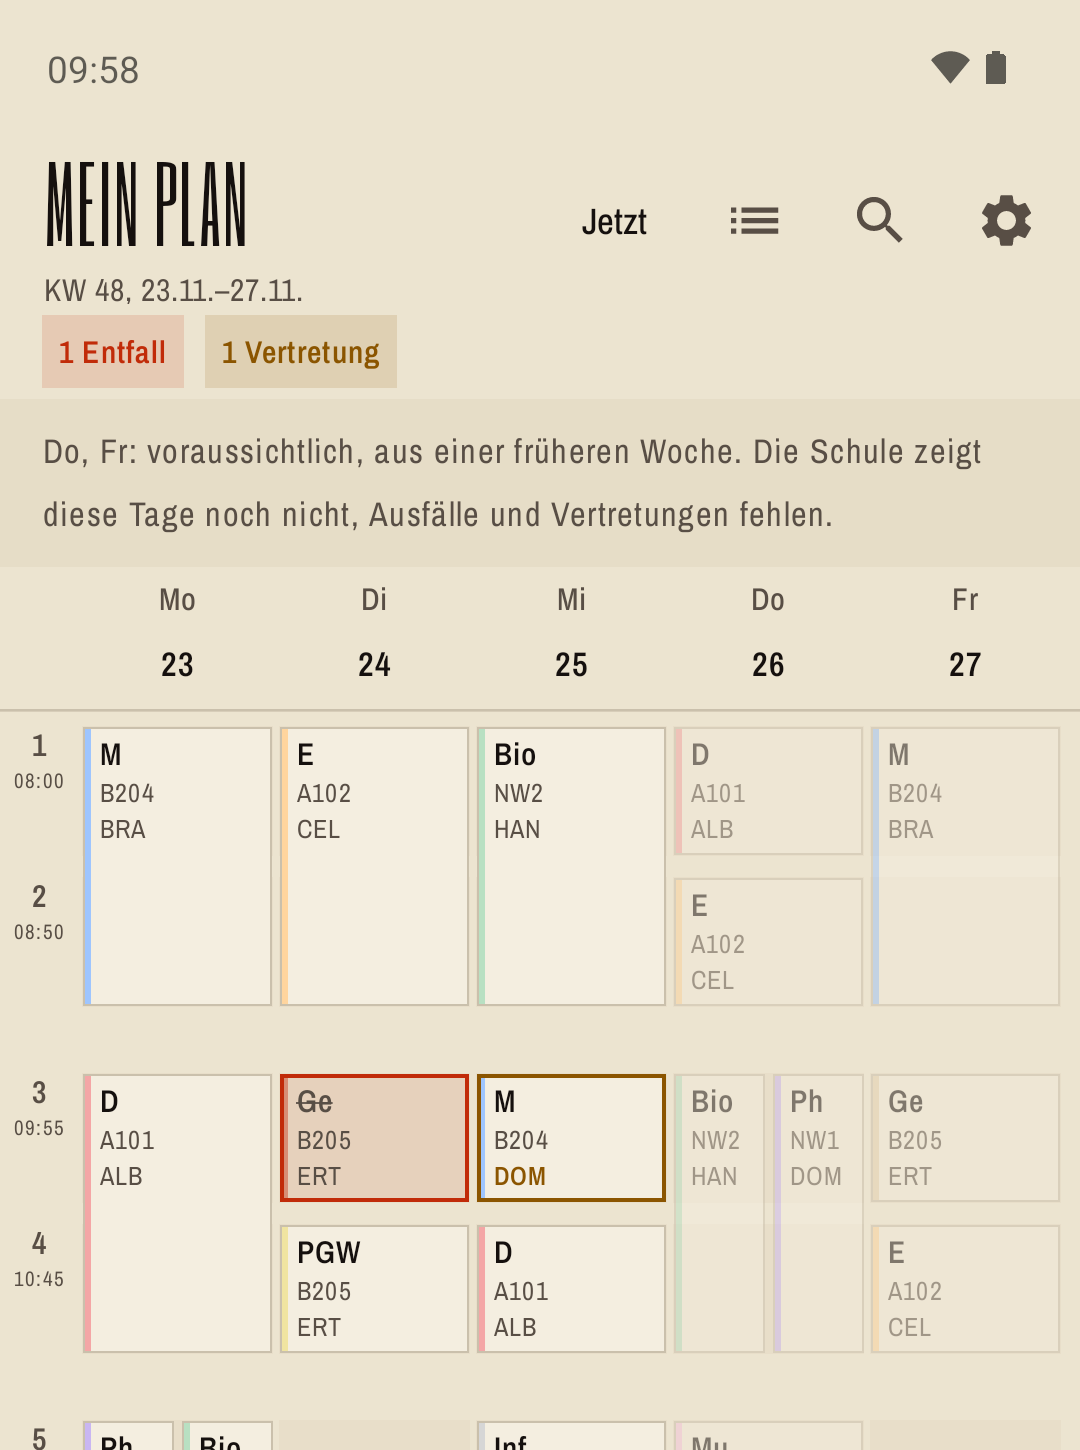 09:58
MEIN PLAN
Jetzt
KW 48, 23.11.–27.11.
1 Entfall
1 Vertretung
Do, Fr: voraussichtlich, aus einer früheren Woche. Die Schule zeigt
diese Tage noch nicht, Ausfälle und Vertretungen fehlen.
Mo Di Mi Do Fr
23 24 25 26 27
1
08:00
M
B204
BRA
E
A102
CEL
Bio
NW2
HAN
D
A101
ALB
M
B204
BRA
2
08:50
E
A102
CEL
3
09:55
D
A101
ALB
Ge
B205
ERT
M
B204
DOM
Bio
NW2
HAN
Ph
NW1
DOM
Ge
B205
ERT
4
10:45
PGW
B205
ERT
D
A101
ALB
E
A102
CEL
5
Ph
Bio
Inf
Mu